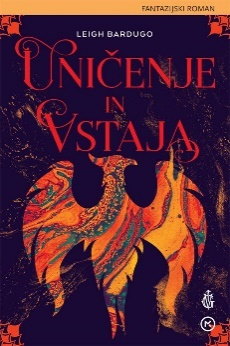 FANTAZIJSKI ROMAN
LEIGH BARDUGO
UNIČENJE
IN
VSTAJA